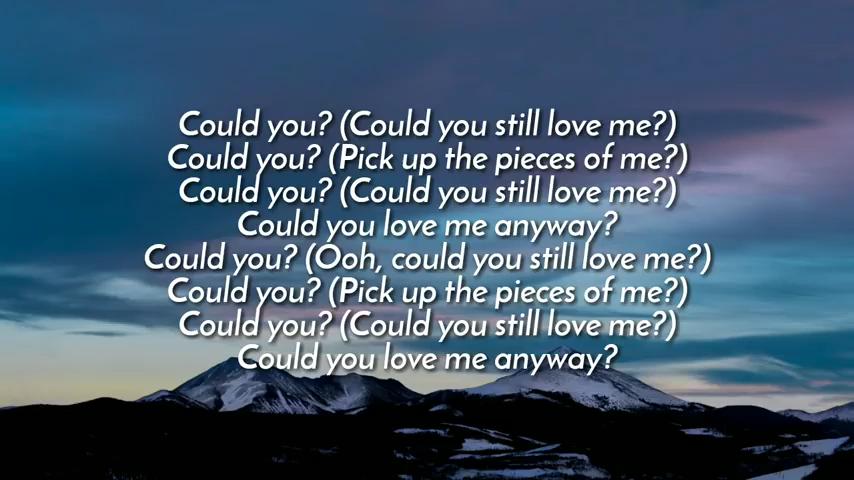 Could you? (Could you still love me?)
Could you? (Pick up the pieces of me?)
Could you? (Could you still love me?)
Could you love me anyway?
Could you? (Ooh, could you still love me?)
Could you? (Pick up the pieces of me?)
Could you? (Could you still love me?)
Could you love me anyway?